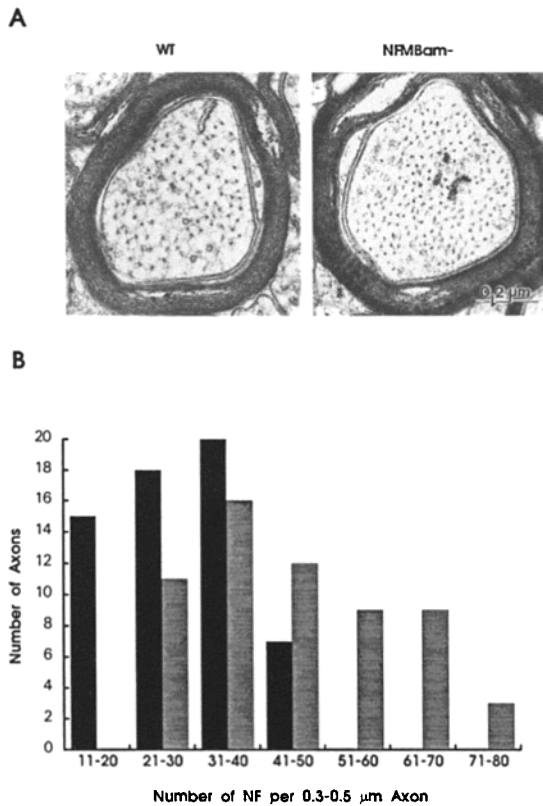 A
WT
NFMBam-
0.2 µm
B
Number of Axons
20
18
16
14
12
10
8
6
4
2
0
11-20 21-30 31-40 41-50 51-60 61-70 71-80
Number of NF per 0.3-0.5 µm Axon